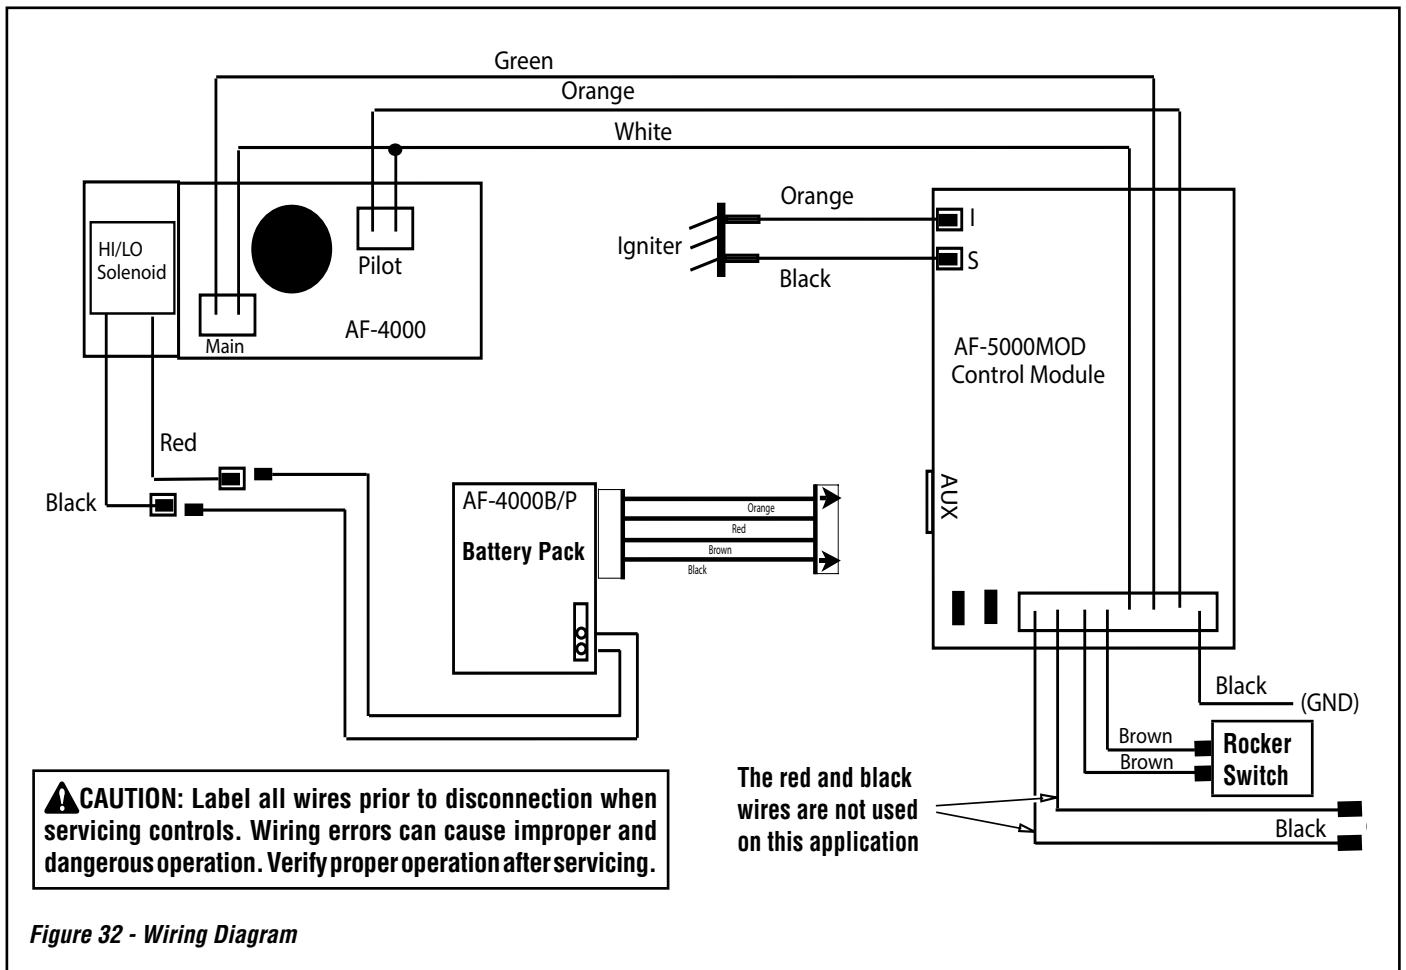 Green
Orange
White
Orange
I
Igniter
S
Black
HI/LO
Solenoid
Pilot
Main
AF-4000
AF-5000MOD
Control Module
Red
Black
AF-4000B/P
Battery Pack
Orange
Red
Brown
Black
AUX
Black
(GND)
Brown
Brown
Rocker
Switch
The red and black
wires are not used
on this application
Black
CAUTION: Label all wires prior to disconnection when
servicing controls. Wiring errors can cause improper and
dangerous operation. Verify proper operation after servicing.
Figure 32 - Wiring Diagram